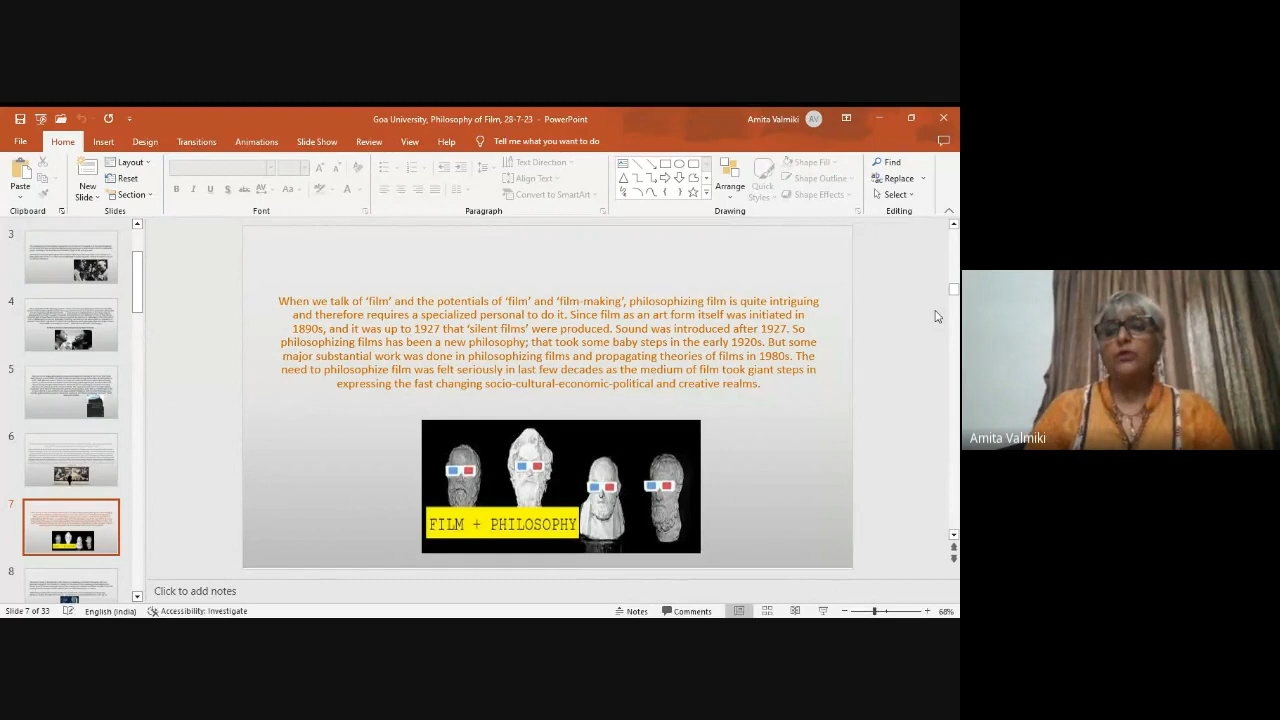 Goa University, Philosophy of Film, 28-7-23 - PowerPoint
Amita Valmiki
AV
File
Home
Insert
Design
Transitions
Animations
Slide Show
Review
View
Help
Tell me what you want to do
Paste
New
Slide
Layout
Reset
Section
B I U S abc AV Aa A
Text Direction
Align Text
Convert to SmartArt
Arrange
Quick
Styles
Shape Fill
Shape Outline
Shape Effects
Find
Replace
Select
Clipboard
Slides
Font
Paragraph
Drawing
Editing
3
4
5
6
7
8
When we talk of ‘film’ and the potentials of ‘film’ and ‘film-making’, philosophizing film is quite intriguing
and therefore requires a specialized personal to do it. Since film as an art form itself was initiated in
1890s, and it was up to 1927 that ‘silent films’ were produced. Sound was introduced after 1927. So
philosophizing films has been a new philosophy; that took some baby steps in the early 1920s. But some
major substantial work was done in philosophizing films and propagating theories of films in 1980s. The
need to philosophize film was felt seriously in last few decades as the medium of film took giant steps in
expressing the fast changing socio-cultural-economic-political and creative realms.
FILM + PHILOSOPHY
Click to add notes
Slide 7 of 33
English (India)
Accessibility: Investigate
Notes
Comments
68%
Amita Valmiki